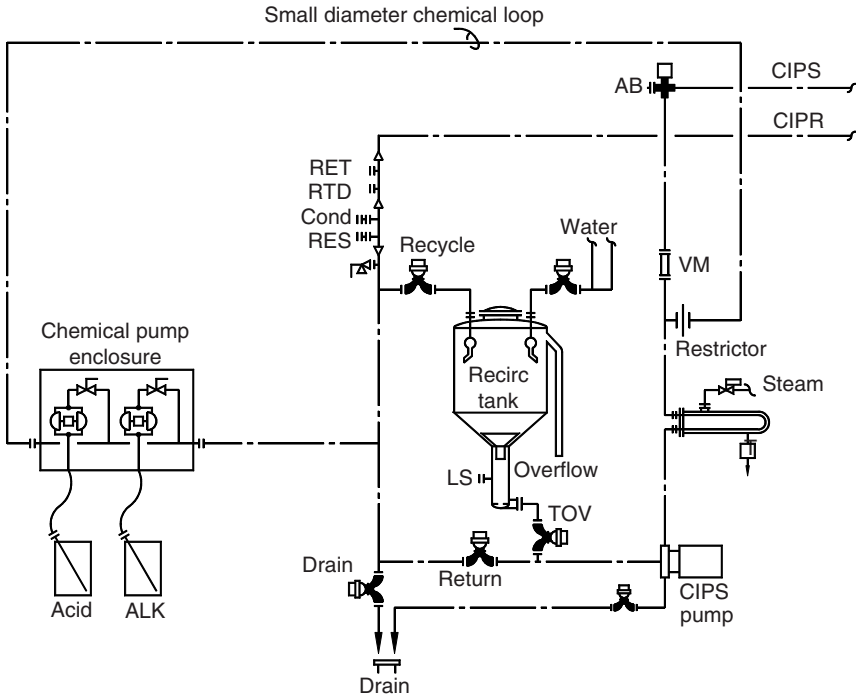 Small diameter chemical loop
AB
CIPS
CIPR
RET
RTD
Cond
RES
Recycle
Water
VM
Chemical pump
enclosure
Restrictor
Recirc
tank
Steam
LS
Overflow
TOV
Drain
Return
CIPS
pump
Acid
ALK
Drain